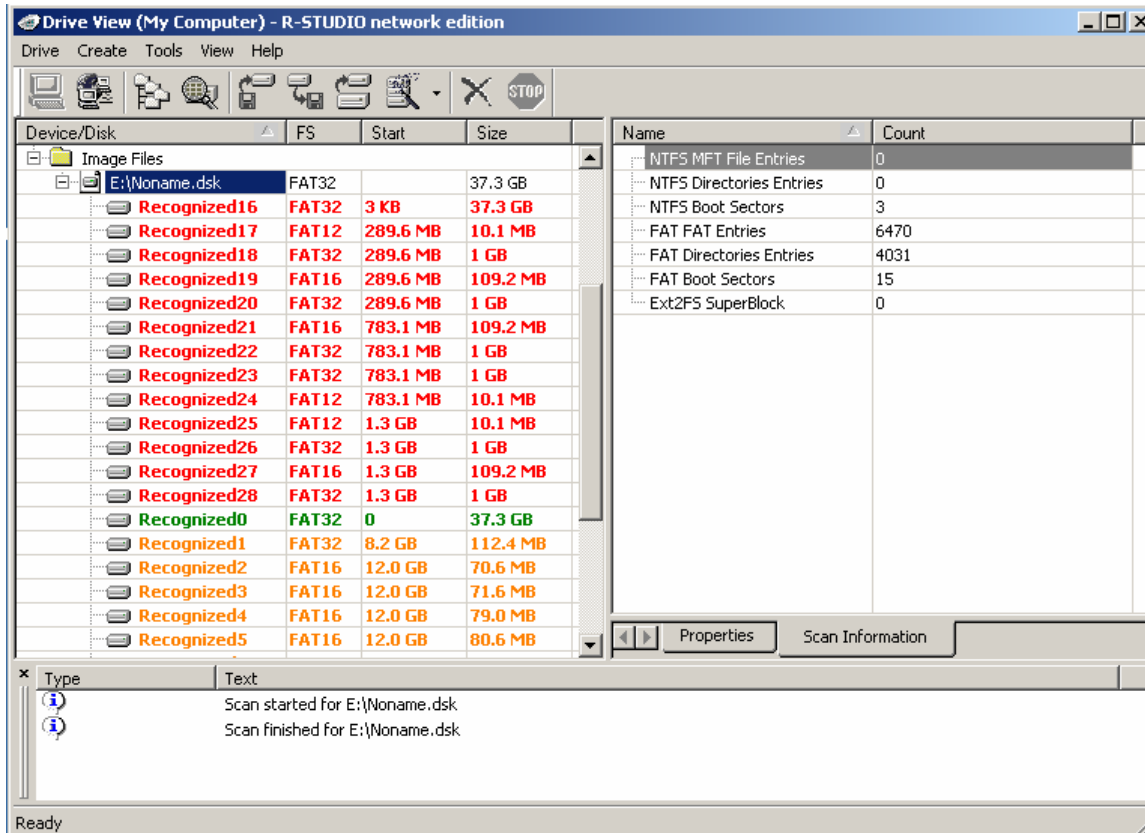 Drive View (My Computer) - R-STUDIO network edition
Drive Create Tools View Help
STOP
Device/Disk FS Start Size Name Count
Image Files NTFS MFT File Entries 0
E:\Noname.dsk FAT32 37.3 GB NTFS Directories Entries 0
Recognized16 FAT32 3 KB 37.3 GB NTFS Boot Sectors 3
Recognized17 FAT12 289.6 MB 10.1 MB FAT FAT Entries 6470
Recognized18 FAT32 289.6 MB 1 GB FAT Directories Entries 4031
Recognized19 FAT16 289.6 MB 109.2 MB FAT Boot Sectors 15
Recognized20 FAT32 289.6 MB 1 GB Ext2FS SuperBlock 0
Recognized21 FAT16 783.1 MB 109.2 MB
Recognized22 FAT32 783.1 MB 1 GB
Recognized23 FAT32 783.1 MB 1 GB
Recognized24 FAT12 783.1 MB 10.1 MB
Recognized25 FAT12 1.3 GB 10.1 MB
Recognized26 FAT32 1.3 GB 1 GB
Recognized27 FAT16 1.3 GB 109.2 MB
Recognized28 FAT32 1.3 GB 1 GB
Recognized0 FAT32 0 37.3 GB
Recognized1 FAT32 8.2 GB 112.4 MB
Recognized2 FAT16 12.0 GB 70.6 MB
Recognized3 FAT16 12.0 GB 71.6 MB
Recognized4 FAT16 12.0 GB 79.0 MB
Recognized5 FAT16 12.0 GB 80.6 MB
Properties Scan Information
Type Text
Scan started for E:\Noname.dsk
Scan finished for E:\Noname.dsk
Ready